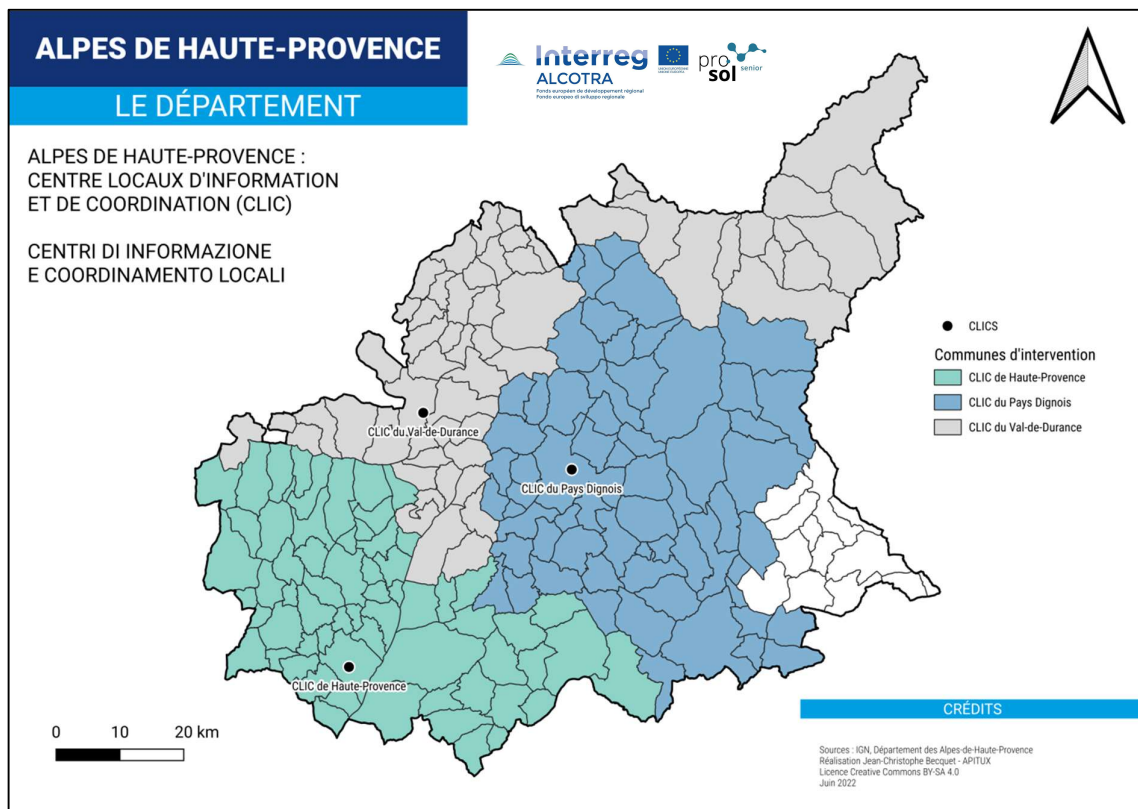 ALPES DE HAUTE-PROVENCE
LE DÉPARTEMENT
Interreg
ALCOTRA
Fonds européen de développement régional
Fondo europeo di sviluppo regionale
UNION EUROPÉENNE
UNIONE EUROPEA
pro
sol
senior
ALPES DE HAUTE-PROVENCE :
CENTRE LOCAUX D'INFORMATION
ET DE COORDINATION (CLIC)
CENTRI DI INFORMAZIONE
E COORDINAMENTO LOCALI
CLICS
Communes d'intervention
CLIC de Haute-Provence
CLIC du Pays Dignois
CLIC du Val-de-Durance
CLIC du Val-de-Durance
CLIC du Pays Dignois
CLIC de Haute-Provence
0 10 20 km
CRÉDITS
Sources : IGN, Département des Alpes-de-Haute-Provence
Réalisation Jean-Christophe Becquet - APITUX
Licence Creative Commons BY-SA 4.0
Juin 2022